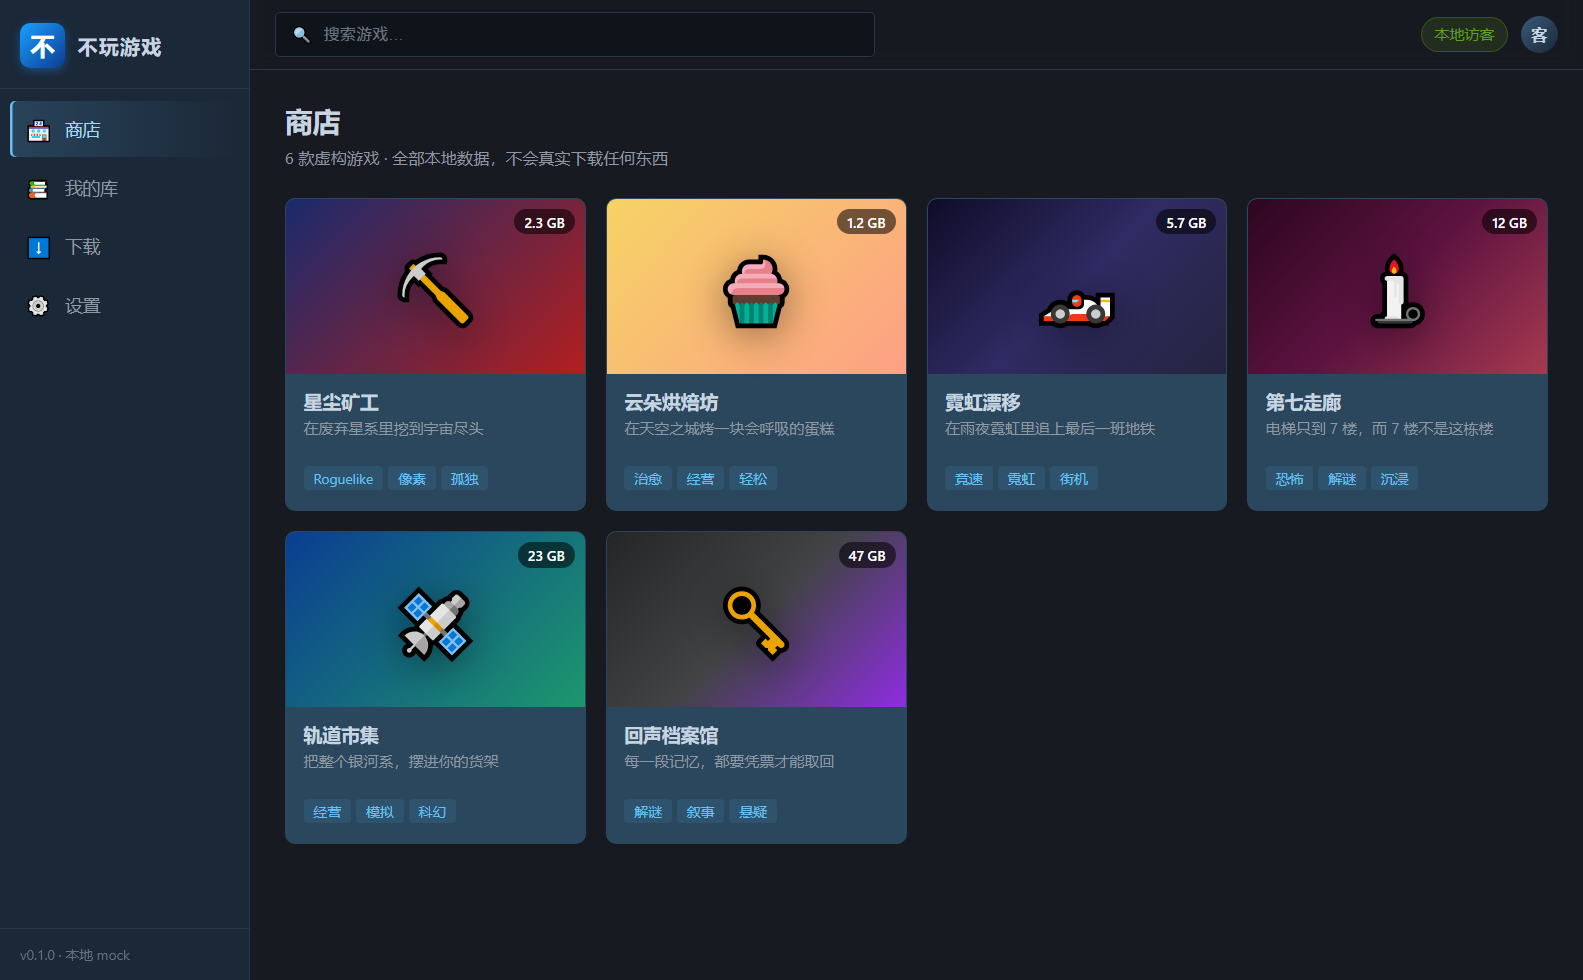 不 不玩游戏
商店
我的库
下载
设置
v0.1.0 · 本地 mock
搜索游戏...
本地访客
客
商店
6 款虚构游戏 · 全部本地数据，不会真实下载任何东西
2.3 GB
星尘矿工
在废弃星系里挖到宇宙尽头
Roguelike 像素 孤独
1.2 GB
云朵烘焙坊
在天空之城烤一块会呼吸的蛋糕
治愈 经营 轻松
5.7 GB
霓虹漂移
在雨夜霓虹里追上最后一班地铁
竞速 霓虹 街机
12 GB
第七走廊
电梯只到 7 楼，而 7 楼不是这栋楼
恐怖 解谜 沉浸
23 GB
轨道市集
把整个银河系，摆进你的货架
经营 模拟 科幻
47 GB
回声档案馆
每一段记忆，都要凭票才能取回
解谜 叙事 悬疑